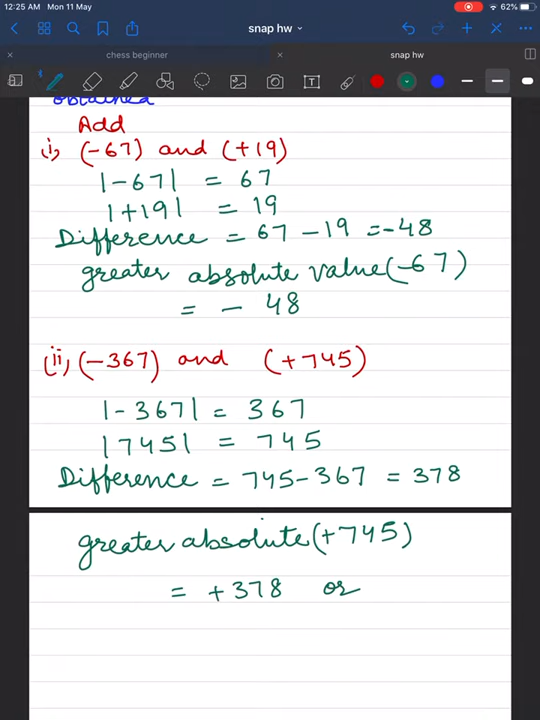 12:25 AM Mon 11 May
62%
snap hw
chess beginner
snap hw
obtained
Add
(i) (-67) and (+19)
|-67| = 67
|+19| = 19
Difference = 67 - 19 = -48
greater absolute value (-67)
= - 48
(ii) (-367) and (+745)
|-367| = 367
|745| = 745
Difference = 745 - 367 = 378
greater absolute (+745)
= +378 or